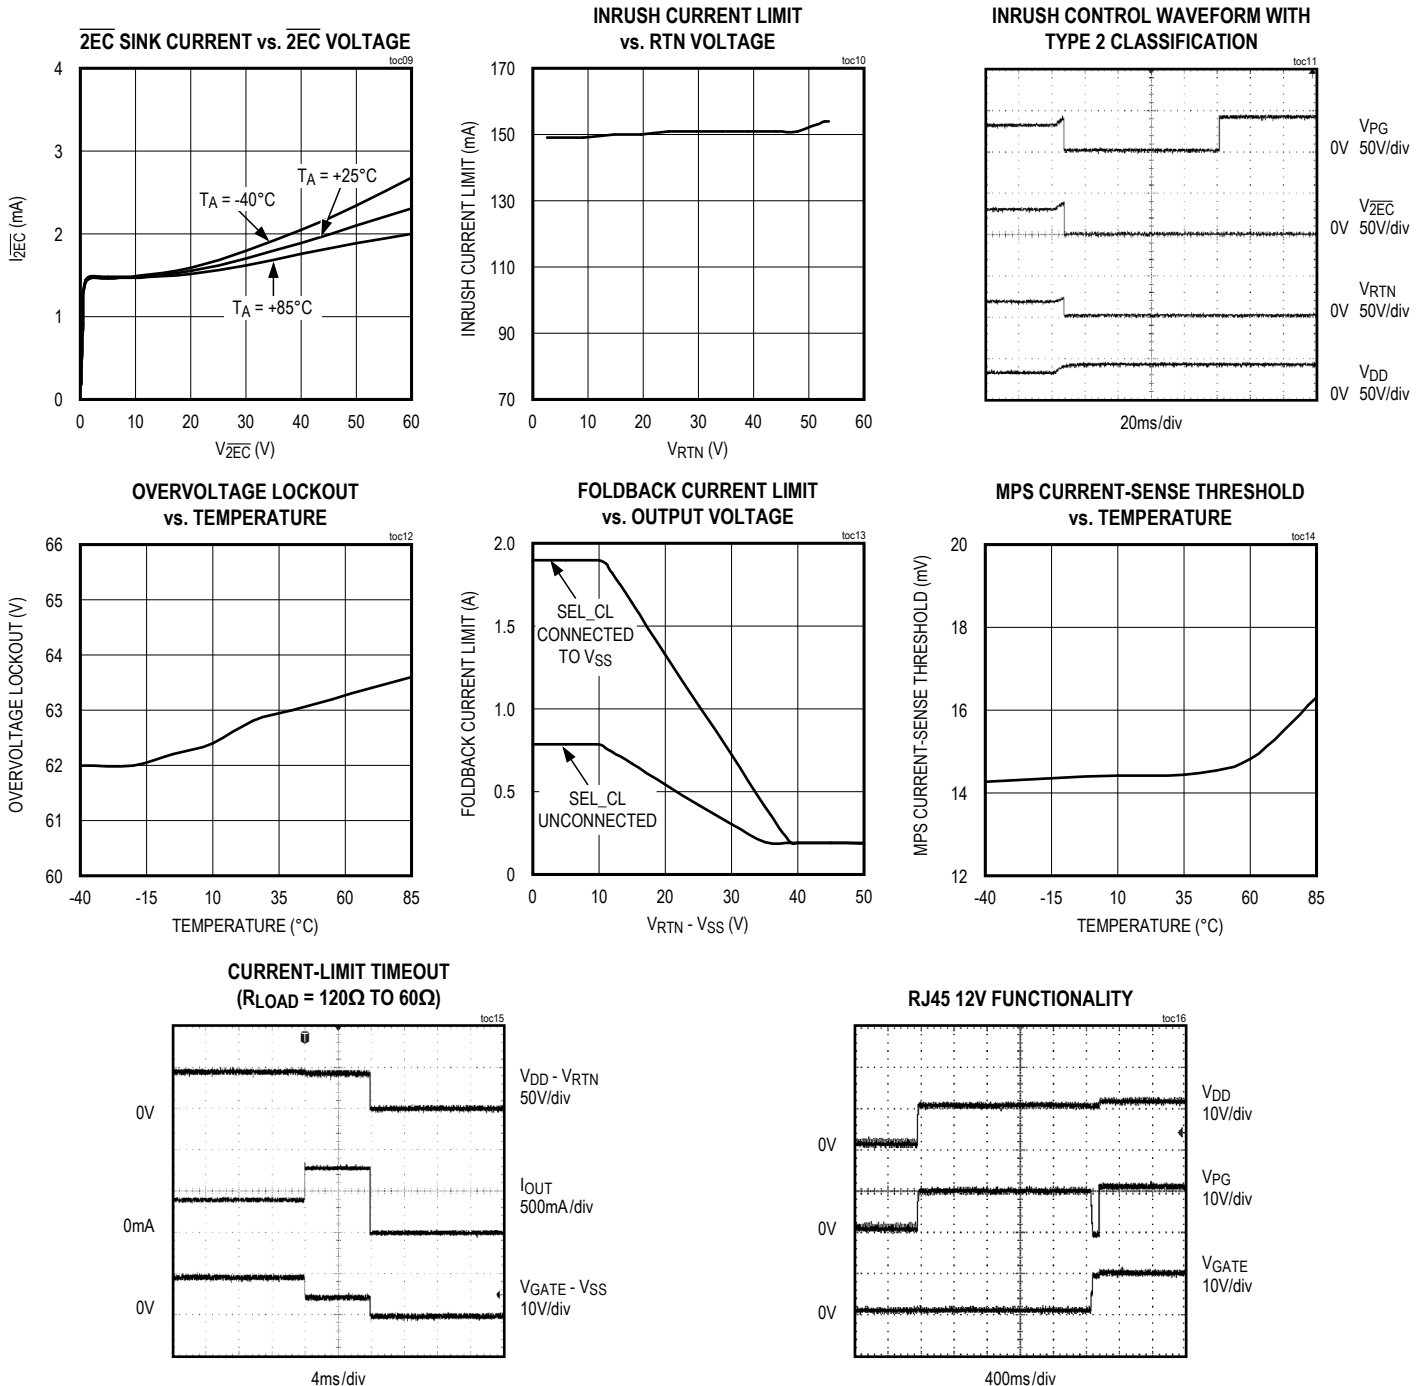 2EC SINK CURRENT vs. 2EC VOLTAGE
toc09
4
3
2
1
0
I2EC (mA)
TA = -40°C
TA = +25°C
TA = +85°C
0 10 20 30 40 50 60
V2EC (V)
INRUSH CURRENT LIMIT
vs. RTN VOLTAGE
toc10
170
150
130
110
90
70
INRUSH CURRENT LIMIT (mA)
0 10 20 30 40 50 60
VRTN (V)
INRUSH CONTROL WAVEFORM WITH
TYPE 2 CLASSIFICATION
toc11
VPG
0V 50V/div
V2EC
0V 50V/div
VRTN
0V 50V/div
VDD
0V 50V/div
20ms/div
OVERVOLTAGE LOCKOUT
vs. TEMPERATURE
toc12
66
65
64
63
62
61
60
OVERVOLTAGE LOCKOUT (V)
-40 -15 10 35 60 85
TEMPERATURE (°C)
FOLDBACK CURRENT LIMIT
vs. OUTPUT VOLTAGE
toc13
2.0
1.5
1.0
0.5
0
FOLDBACK CURRENT LIMIT (A)
SEL_CL
CONNECTED
TO VSS
SEL_CL
UNCONNECTED
0 10 20 30 40 50
VRTN - VSS (V)
MPS CURRENT-SENSE THRESHOLD
vs. TEMPERATURE
toc14
20
18
16
14
12
MPS CURRENT-SENSE THRESHOLD (mV)
-40 -15 10 35 60 85
TEMPERATURE (°C)
CURRENT-LIMIT TIMEOUT
(RLOAD = 120Ω TO 60Ω)
toc15
T
VDD - VRTN
50V/div
0V
IOUT
500mA/div
0mA
VGATE - VSS
10V/div
0V
4ms/div
RJ45 12V FUNCTIONALITY
toc16
VDD
10V/div
0V
VPG
10V/div
0V
VGATE
10V/div
0V
400ms/div